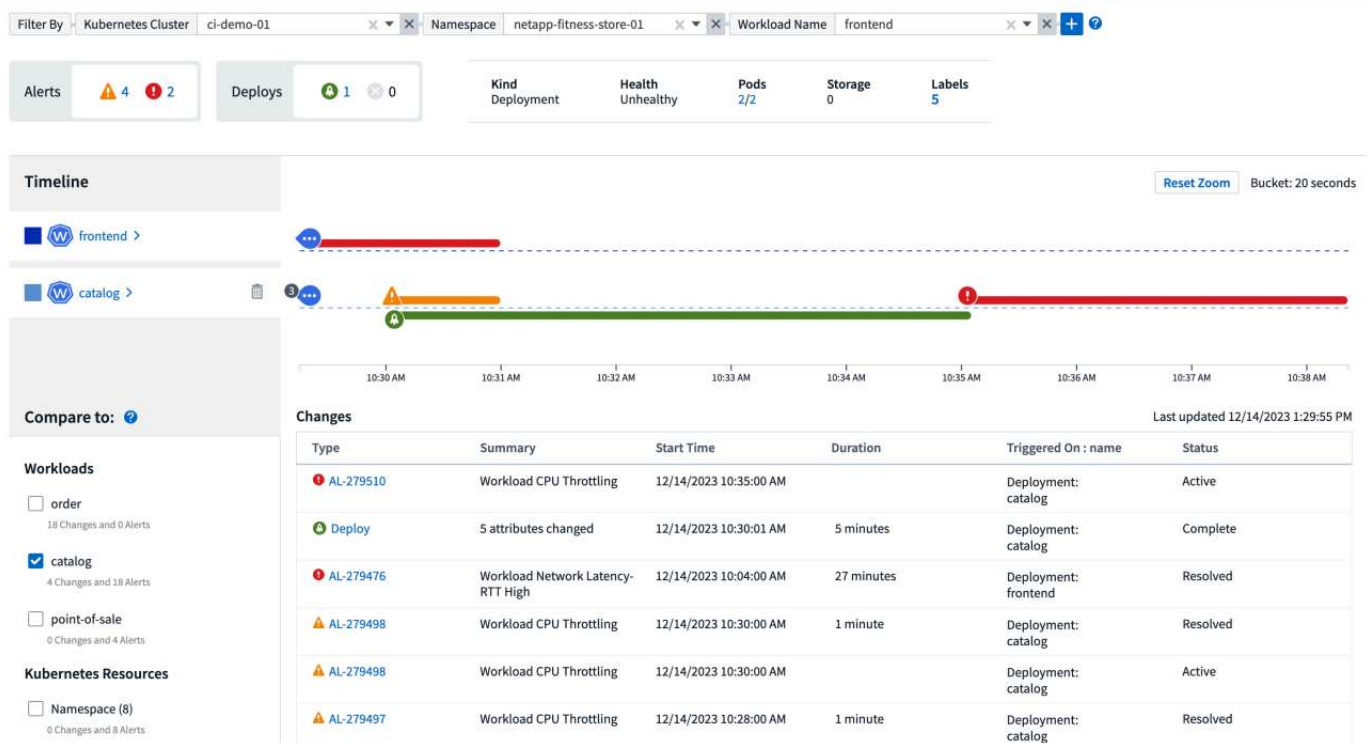 Filter By Kubernetes Cluster ci-demo-01 Namespace netapp-fitness-store-01 Workload Name frontend
Alerts 4 2 Deploys 1 0
Kind Health Pods Storage Labels
Deployment Unhealthy 2/2 0 5
Timeline
Reset Zoom Bucket: 20 seconds
W frontend >
W catalog > 3
10:30 AM 10:31 AM 10:32 AM 10:33 AM 10:34 AM 10:35 AM 10:36 AM 10:37 AM 10:38 AM
Compare to:
Workloads
order
18 Changes and 0 Alerts
catalog
4 Changes and 18 Alerts
point-of-sale
0 Changes and 4 Alerts
Kubernetes Resources
Namespace (8)
0 Changes and 8 Alerts
Changes Last updated 12/14/2023 1:29:55 PM
Type Summary Start Time Duration Triggered On : name Status
AL-279510 Workload CPU Throttling 12/14/2023 10:35:00 AM Deployment: Active
catalog
Deploy 5 attributes changed 12/14/2023 10:30:01 AM 5 minutes Deployment: Complete
catalog
AL-279476 Workload Network Latency- 12/14/2023 10:04:00 AM 27 minutes Deployment: Resolved
RTT High frontend
AL-279498 Workload CPU Throttling 12/14/2023 10:30:00 AM 1 minute Deployment: Resolved
catalog
AL-279498 Workload CPU Throttling 12/14/2023 10:30:00 AM Deployment: Active
catalog
AL-279497 Workload CPU Throttling 12/14/2023 10:28:00 AM 1 minute Deployment: Resolved
catalog